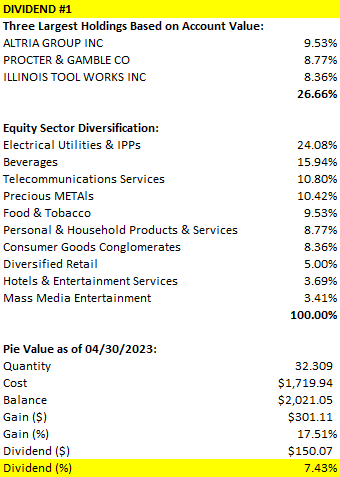 DIVIDEND #1
Three Largest Holdings Based on Account Value:
ALTRIA GROUP INC 9.53%
PROCTER & GAMBLE CO 8.77%
ILLINOIS TOOL WORKS INC 8.36%
26.66%
Equity Sector Diversification:
Electrical Utilities & IPPs 24.08%
Beverages 15.94%
Telecommunications Services 10.80%
Precious METAls 10.42%
Food & Tobacco 9.53%
Personal & Household Products & Services 8.77%
Consumer Goods Conglomerates 8.36%
Diversified Retail 5.00%
Hotels & Entertainment Services 3.69%
Mass Media Entertainment 3.41%
100.00%
Pie Value as of 04/30/2023:
Quantity 32.309
Cost $1,719.94
Balance $2,021.05
Gain ($) $301.11
Gain (%) 17.51%
Dividend ($) $150.07
Dividend (%) 7.43%